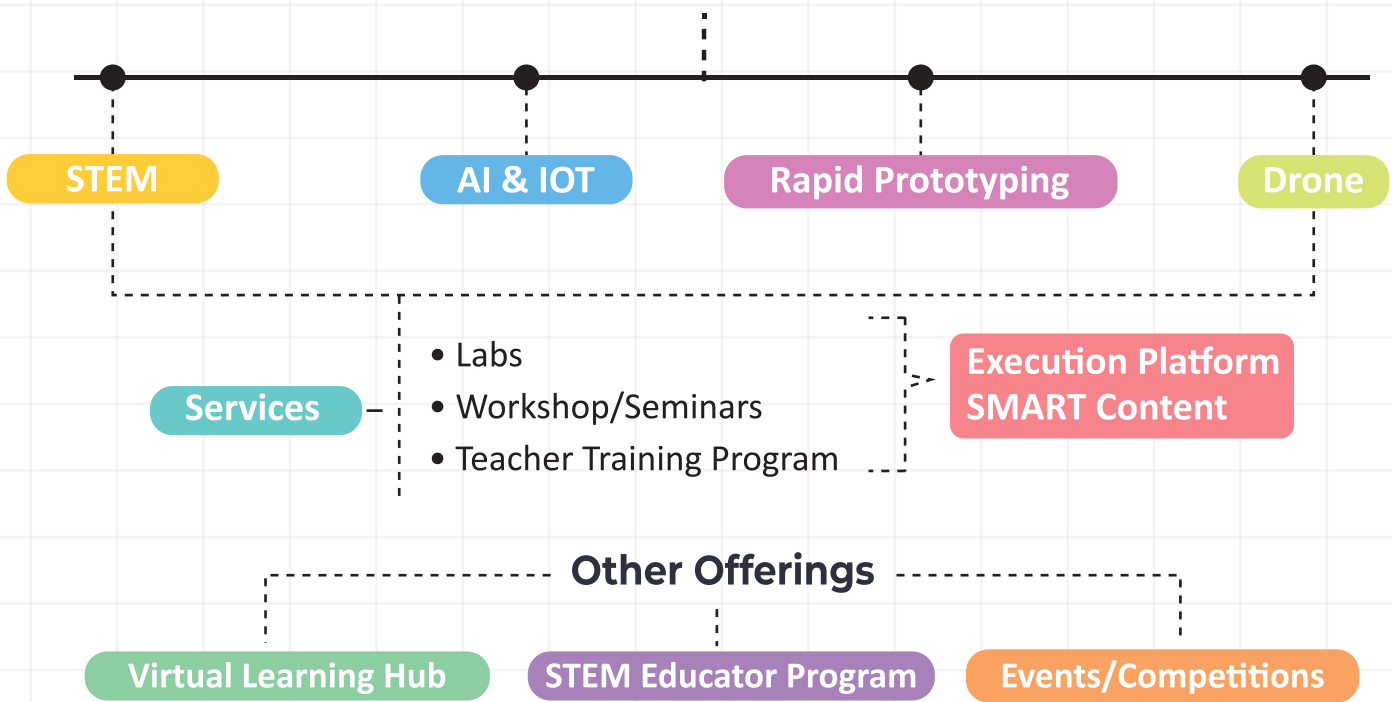 STEM
AI & IOT
Rapid Prototyping
Drone
Services
• Labs
• Workshop/Seminars
• Teacher Training Program
Execution Platform
SMART Content
Other Offerings
Virtual Learning Hub
STEM Educator Program
Events/Competitions